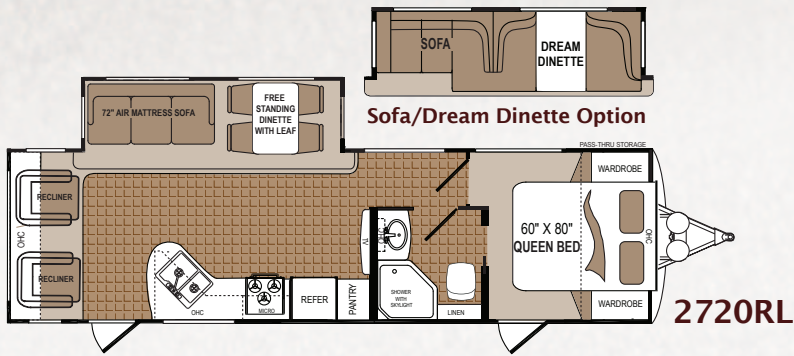 SOFA
DREAM
DINETTE
Sofa/Dream Dinette Option
72" AIR MATTRESS SOFA
FREE
STANDING
DINETTE
WITH LEAF
PASS-THRU STORAGE
WARDROBE
RECLINER
OHC
RECLINER
TV
OHC
60" X 80"
QUEEN BED
OHC
SHOWER
WITH
SKYLIGHT
LINEN
WARDROBE
OHC
MICRO
REFER
PANTRY
2720RL